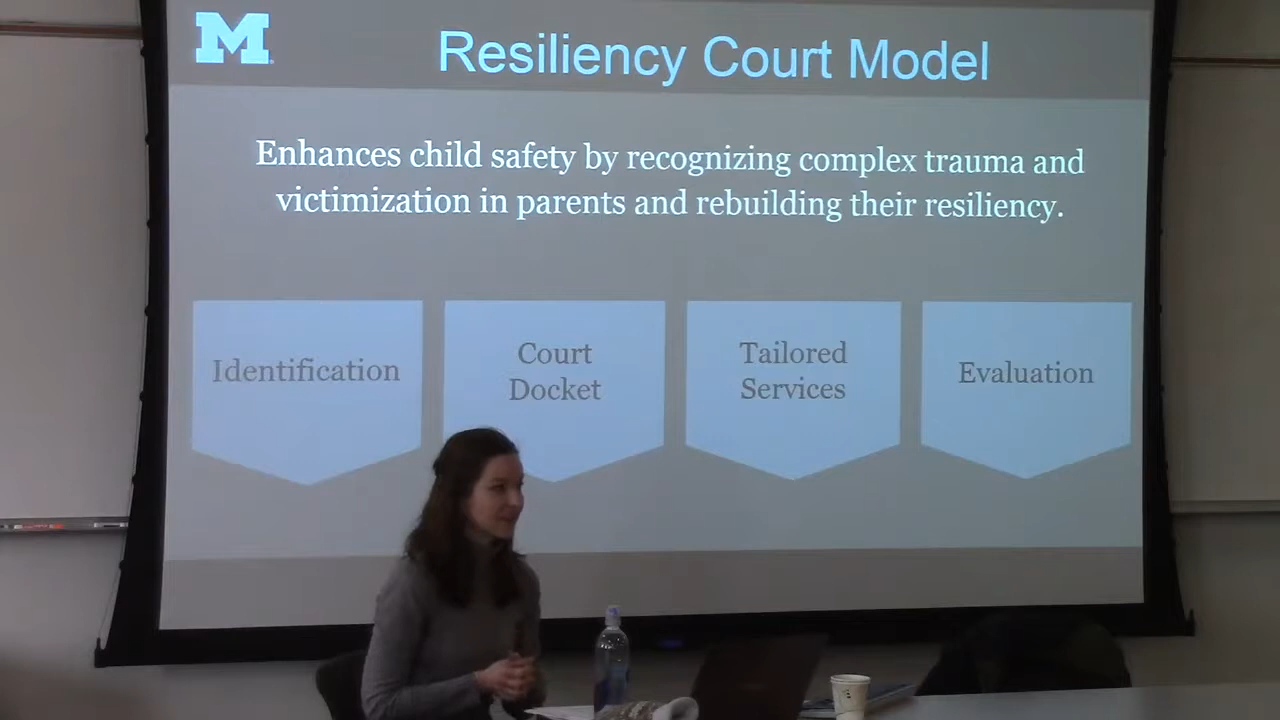 M
Resiliency Court Model
Enhances child safety by recognizing complex trauma and
victimization in parents and rebuilding their resiliency.
Identification
Court
Docket
Tailored
Services
Evaluation